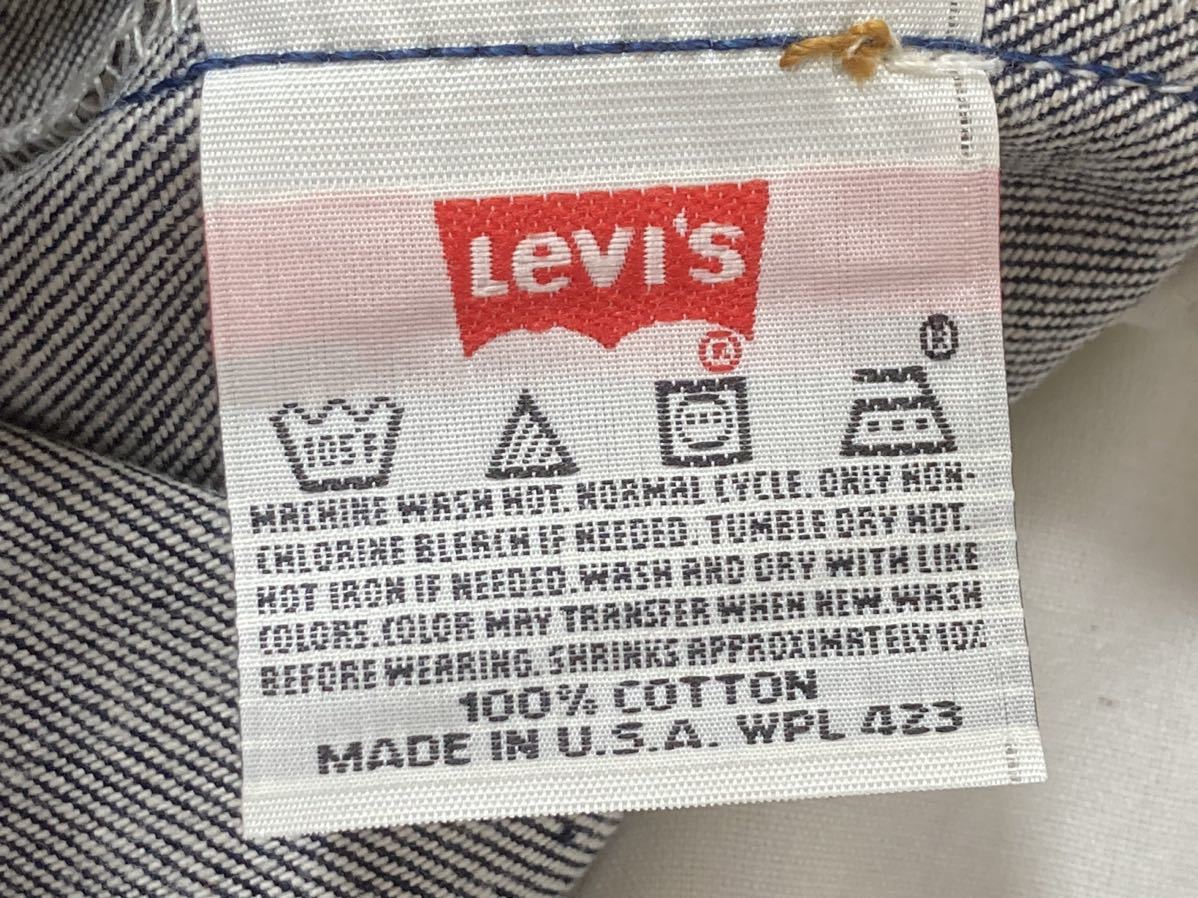 Levi's
®
®
105F
MACHINE WASH HOT. NORMAL CYCLE. ONLY NON-
CHLORINE BLEACH IF NEEDED. TUMBLE DRY HOT.
HOT IRON IF NEEDED. WASH AND DRY WITH LIKE
COLORS. COLOR MAY TRANSFER WHEN NEW. WASH
BEFORE WEARING. SHRINKS APPROXIMATELY 10%
100% COTTON
MADE IN U.S.A. WPL 423